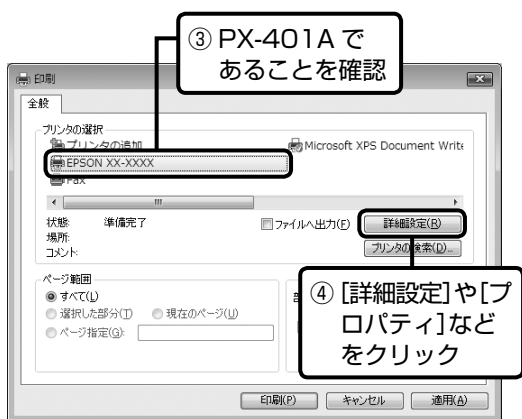 ③ PX-401A で
あることを確認
印刷
全般
プリンタの選択
プリンタの追加
Microsoft XPS Document Write
EPSON XX-XXXX
Fax
状態: 準備完了
ファイルへ出力(F)
詳細設定(R)
場所:
コメント:
プリンタの検索(D)...
ページ範囲
すべて(L)
選択した部分(T)
現在のページ(U)
ページ指定(G):
④ [詳細設定]や[プ
ロパティ]など
をクリック
印刷(P)
キャンセル
適用(A)